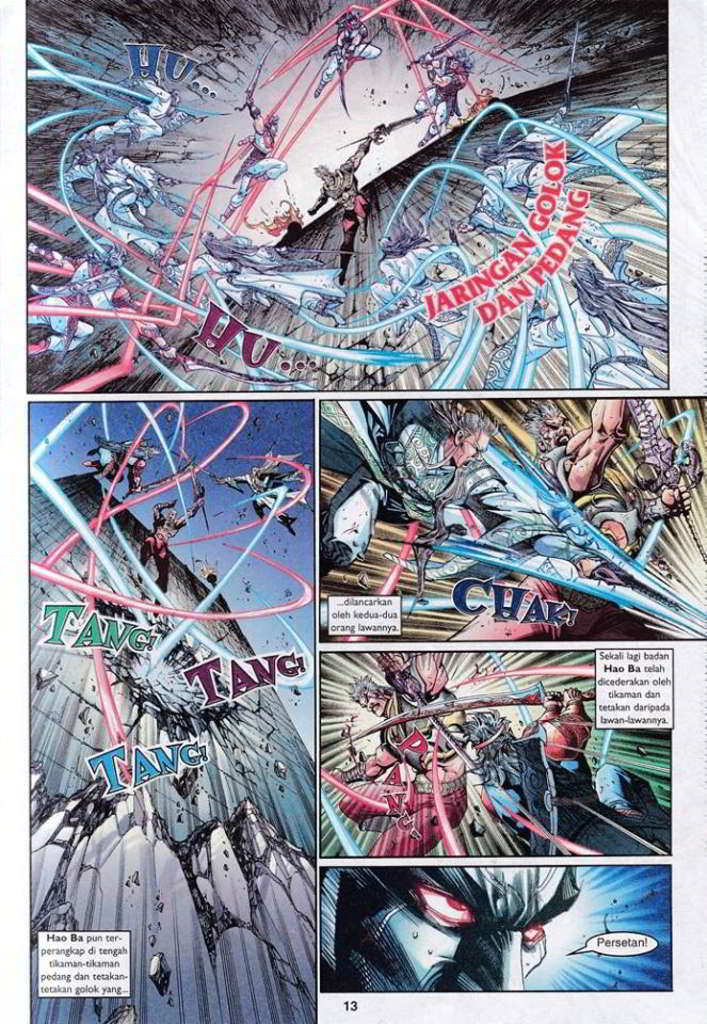 HU...
JARINGAN GOLOK
DAN PEDANG
HU...
TANG!
TANG!
TANG!
Hao Ba pun ter-
perangkap di tengah
tikaman-tikaman
pedang dan tetakan-
tetakan golok yang...
CHAK!
...dilancarkan
oleh kedua-dua
orang lawannya.
Sekali lagi badan
Hao Ba telah
dicederakan oleh
tikaman dan
tetakan daripada
lawan-lawannya.
PANG!
Persetan!
13